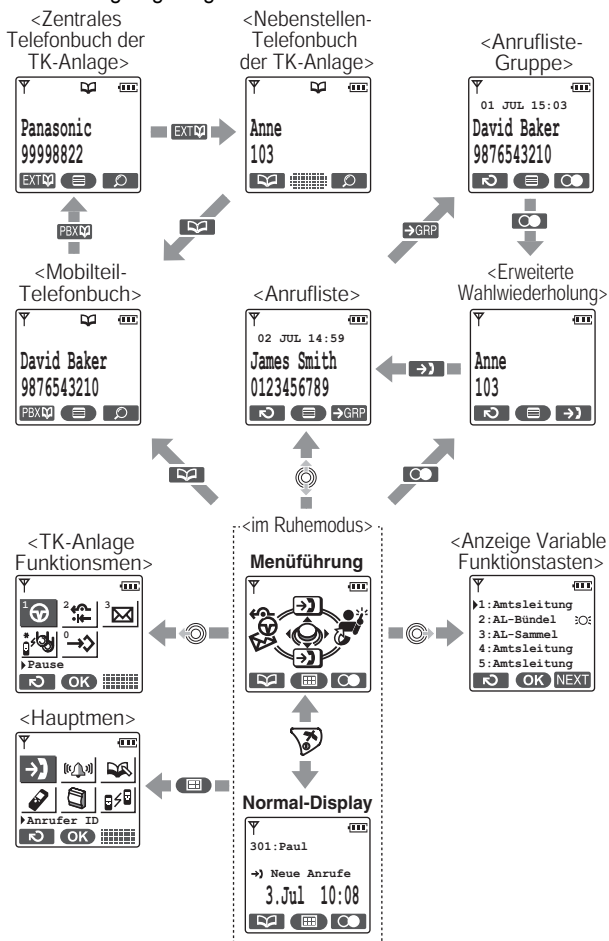 <Zentrales
Telefonbuch der
TK-Anlage>
<Nebenstellen-
Telefonbuch
der TK-Anlage>
<Anrufliste-
Gruppe>
Panasonic
99998822
EXT
EXT
Anne
103
01 JUL 15:03
David Baker
9876543210
PBX
→GRP
<Mobilteil-
Telefonbuch>
<Anrufliste>
<Erweiterte
Wahlwiederholung>
David Baker
9876543210
PBX
02 JUL 14:59
James Smith
0123456789
→GRP
Anne
103
<im Ruhemodus>
<TK-Anlage
Funktionsmen>
Menüführung
<Anzeige Variable
Funktionstasten>
1
2
3
*
0
Pause
OK
1:Amtsleitung
2:AL-Bündel
3:AL-Sammel
4:Amtsleitung
5:Amtsleitung
OK NEXT
<Hauptmen>
Anrufer ID
OK
Normal-Display
301:Paul
Neue Anrufe
3.Jul 10:08